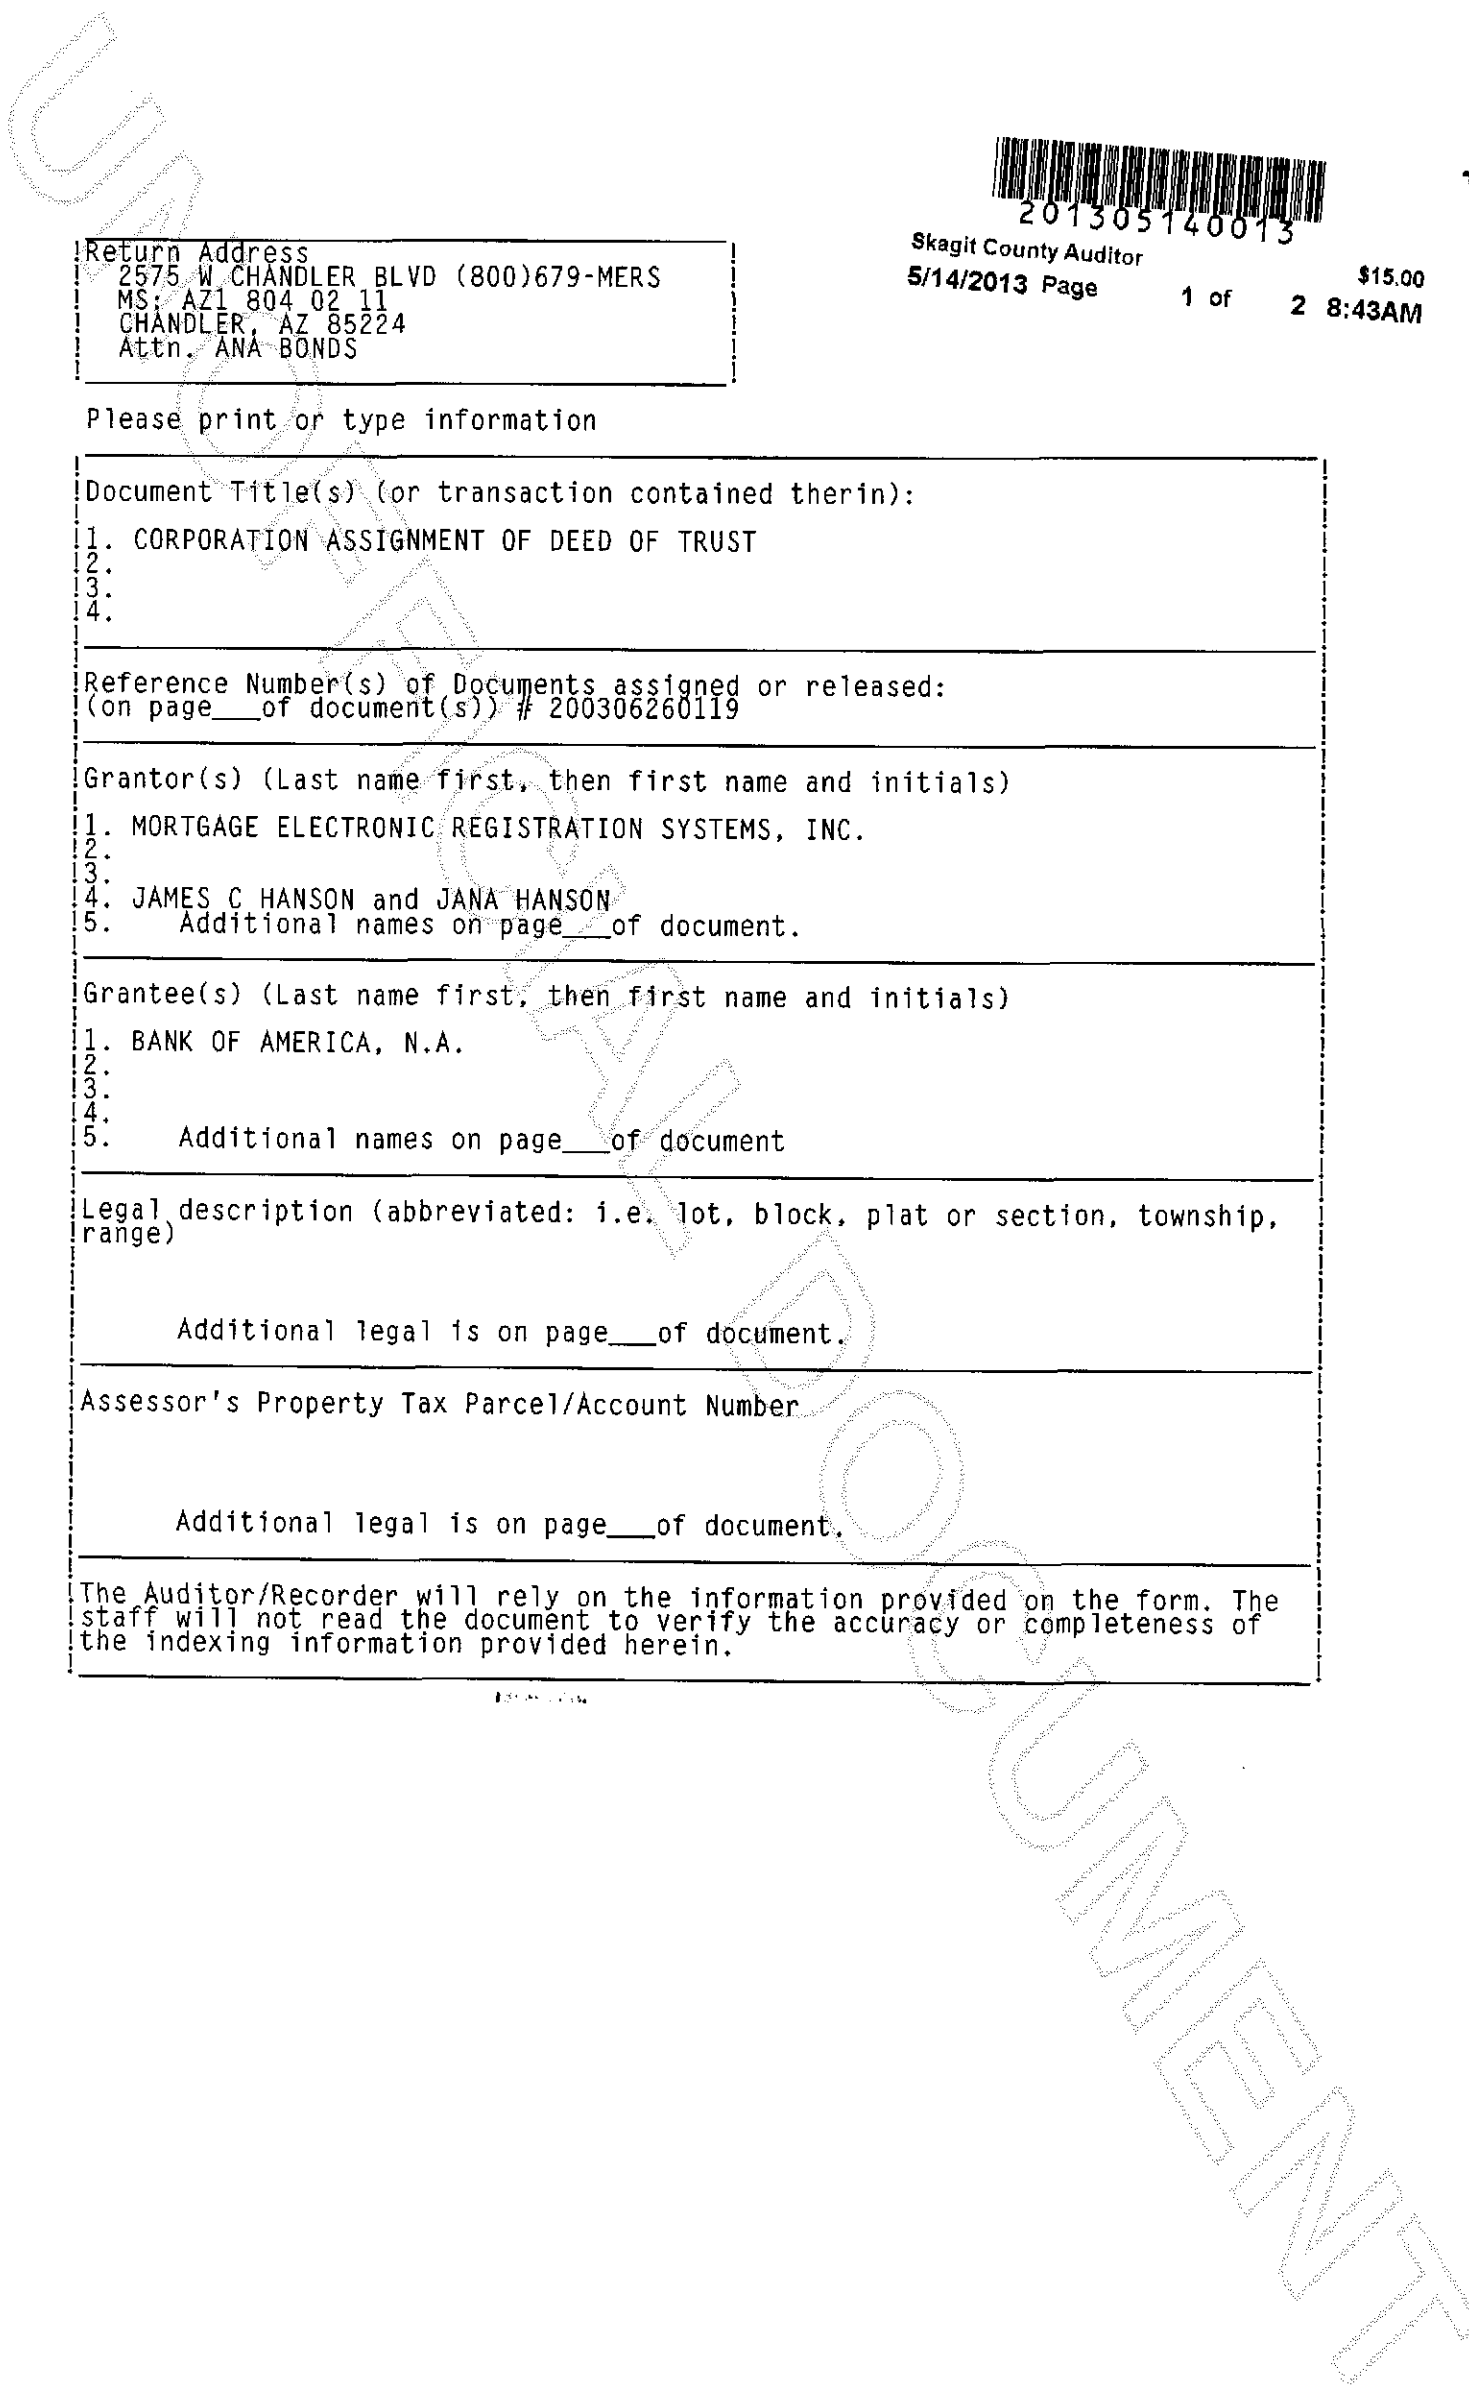 201305140013
Skagit County Auditor
$15.00
5/14/2013 Page 1 of 2 8:43AM
Return Address
2575 W CHANDLER BLVD (800)679-MERS
MS: AZ1 804 02 11
CHANDLER, AZ 85224
Attn. ANA BONDS
Please print or type information
Document Title(s) (or transaction contained therin):
1. CORPORATION ASSIGNMENT OF DEED OF TRUST
2.
3.
4.
Reference Number(s) of Documents assigned or released:
(on page___of document(s)) # 200306260119
Grantor(s) (Last name first, then first name and initials)
1. MORTGAGE ELECTRONIC REGISTRATION SYSTEMS, INC.
2.
3.
4. JAMES C HANSON and JANA HANSON
5. Additional names on page___of document.
Grantee(s) (Last name first, then first name and initials)
1. BANK OF AMERICA, N.A.
2.
3.
4.
5. Additional names on page___of document
Legal description (abbreviated: i.e. lot, block, plat or section, township,
range)
Additional legal is on page___of document.
Assessor's Property Tax Parcel/Account Number
Additional legal is on page___of document.
The Auditor/Recorder will rely on the information provided on the form. The
staff will not read the document to verify the accuracy or completeness of
the indexing information provided herein.
UNOFFICIAL DOCUMENT